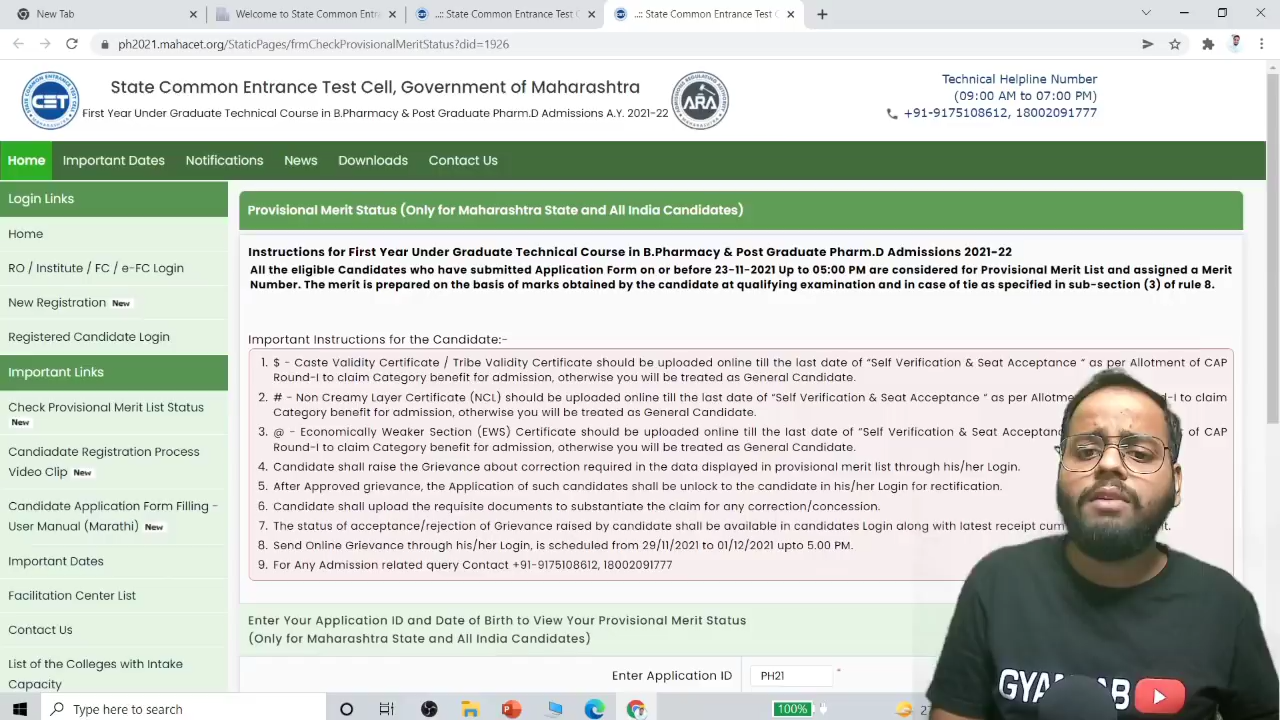 New Tab
Welcome to State Common Entr
..:: State Common Entrance Test C
..:: State Common Entrance Test C
ph2021.mahacet.org/StaticPages/frmCheckProvisionalMeritStatus?did=1926
CET
State Common Entrance Test Cell, Government of Maharashtra
First Year Under Graduate Technical Course in B.Pharmacy & Post Graduate Pharm.D Admissions A.Y. 2021-22
ARA
Technical Helpline Number
(09:00 AM to 07:00 PM)
+91-9175108612, 18002091777
Home Important Dates Notifications News Downloads Contact Us
Login Links
Home
RO / Institute / FC / e-FC Login
New Registration New
Registered Candidate Login
Important Links
Check Provisional Merit List Status
New
Candiadate Registration Process
Video Clip New
Candidate Application Form Filling -
User Manual (Marathi) New
Important Dates
Facilitation Center List
Contact Us
List of the Colleges with Intake
Capacity
Provisional Merit Status (Only for Maharashtra State and All India Candidates)
Instructions for First Year Under Graduate Technical Course in B.Pharmacy & Post Graduate Pharm.D Admissions 2021-22
All the eligible Candidates who have submitted Application Form on or before 23-11-2021 Up to 05:00 PM are considered for Provisional Merit List and assigned a Merit
Number. The merit is prepared on the basis of marks obtained by the candidate at qualifying examination and in case of tie as specified in sub-section (3) of rule 8.
Important Instructions for the Candidate:-
1. $ - Caste Validity Certificate / Tribe Validity Certificate should be uploaded online till the last date of “Self Verification & Seat Acceptance “ as per Allotment of CAP
Round-I to claim Category benefit for admission, otherwise you will be treated as General Candidate.
2. # - Non Creamy Layer Certificate (NCL) should be uploaded online till the last date of “Self Verification & Seat Acceptance “ as per Allotme d-I to claim
Category benefit for admission, otherwise you will be treated as General Candidate.
3. @ - Economically Weaker Section (EWS) Certificate should be uploaded online till the last date of “Self Verification & Seat Acceptan of CAP
Round-I to claim Category benefit for admission, otherwise you will be treated as General Candidate.
4. Candidate shall raise the Grievance about correction required in the data displayed in provisional merit list through his/her Login.
5. After Approved grievance the Application of such candidates shall be unlock to the candidate in his/her Login for rectification.
6. Candidate shall upload the requisite documents to substantiate the claim for any correction/concession.
7. The status of acceptance/rejection of Grievance raised by candidate shall be available in candidates Login along with latest receipt cum
8. Send Online Grievance through his/her Login, is scheduled from 29/11/2021 to 01/12/2021 upto 5.00 PM.
9. For Any Admission related query Contact +91-9175108612, 18002091777
Enter Your Application ID and Date of Birth to View Your Provisional Merit Status
(Only for Maharashtra State and All India Candidates)
Enter Application ID PH21 *
Type here to search
100%